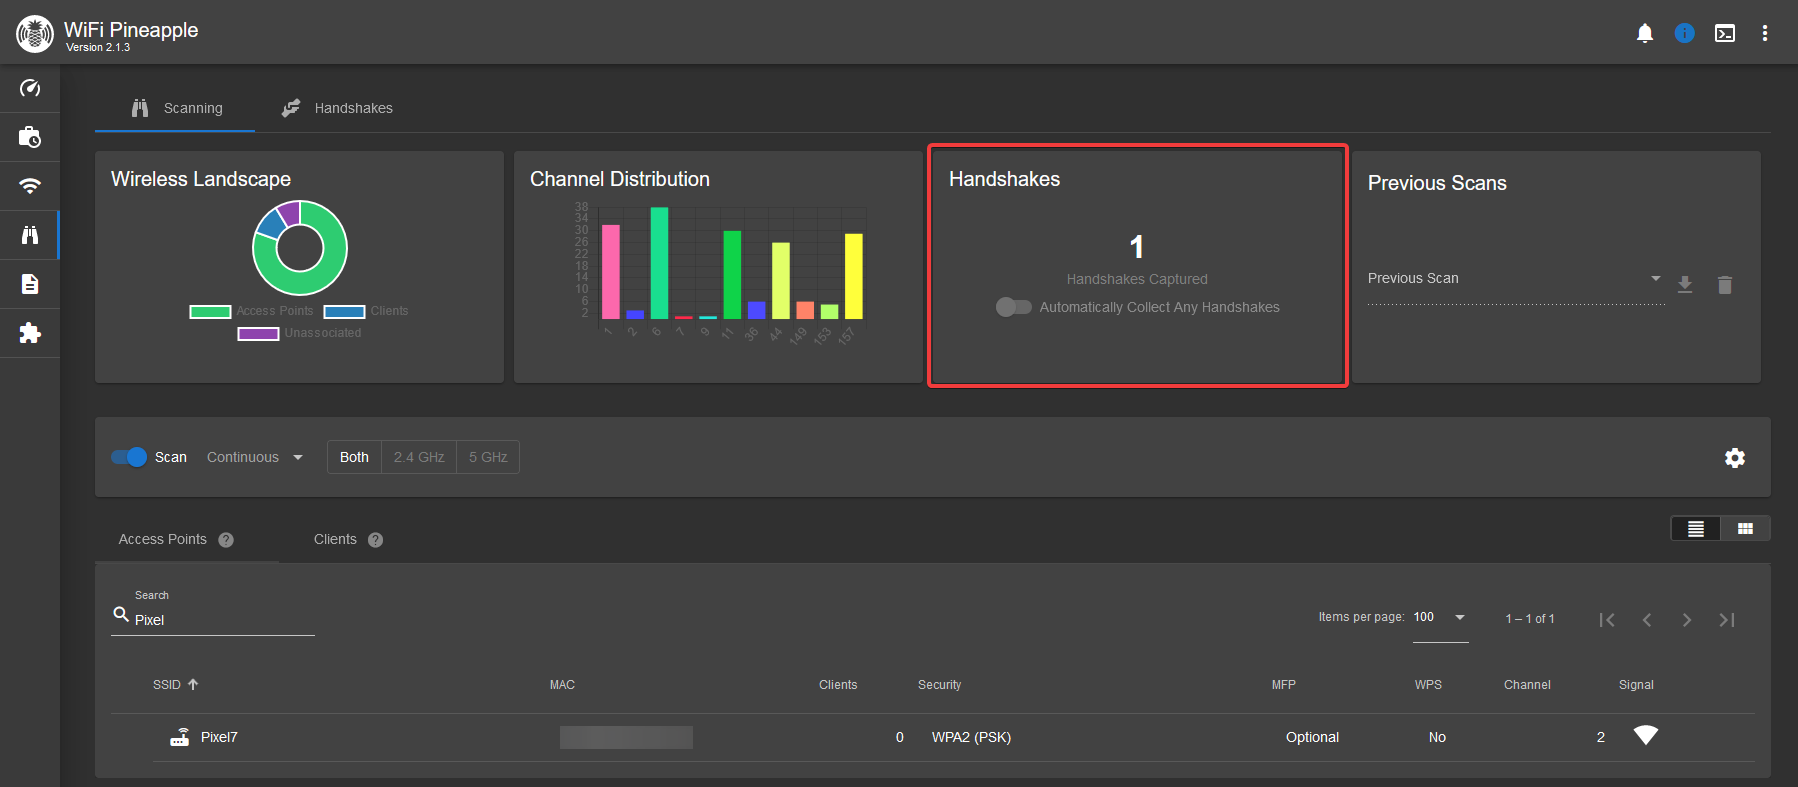 WiFi Pineapple
Version 2.1.3
Scanning
Handshakes
Wireless Landscape
Access Points
Clients
Unassociated
Channel Distribution
38
34
30
26
22
18
14
10
6
2
1
2
6
7
9
11
36
44
149
153
157
Handshakes
1
Handshakes Captured
Automatically Collect Any Handshakes
Previous Scans
Previous Scan
Scan
Continuous
Both
2.4 GHz
5 GHz
Access Points ?
Clients ?
Search
Pixel
Items per page: 100
1 – 1 of 1
SSID
MAC
Clients
Security
MFP
WPS
Channel
Signal
Pixel7
0
WPA2 (PSK)
Optional
No
2